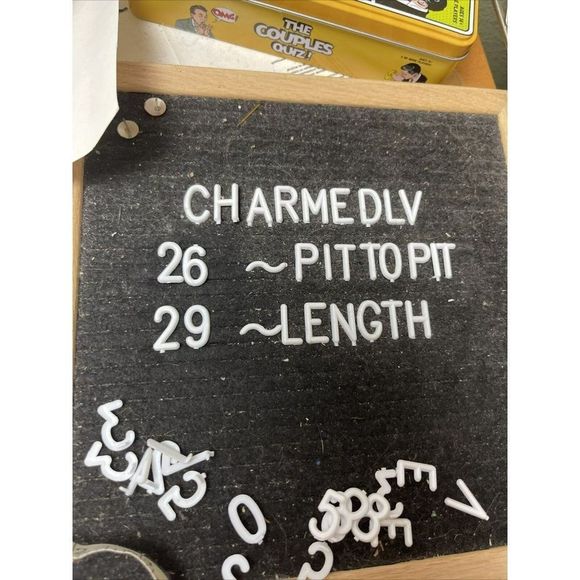 OMG!
THE
COUPLES
QUIZ!
CHARMEDLV
26 ~PITTOPIT
29 ~LENGTH